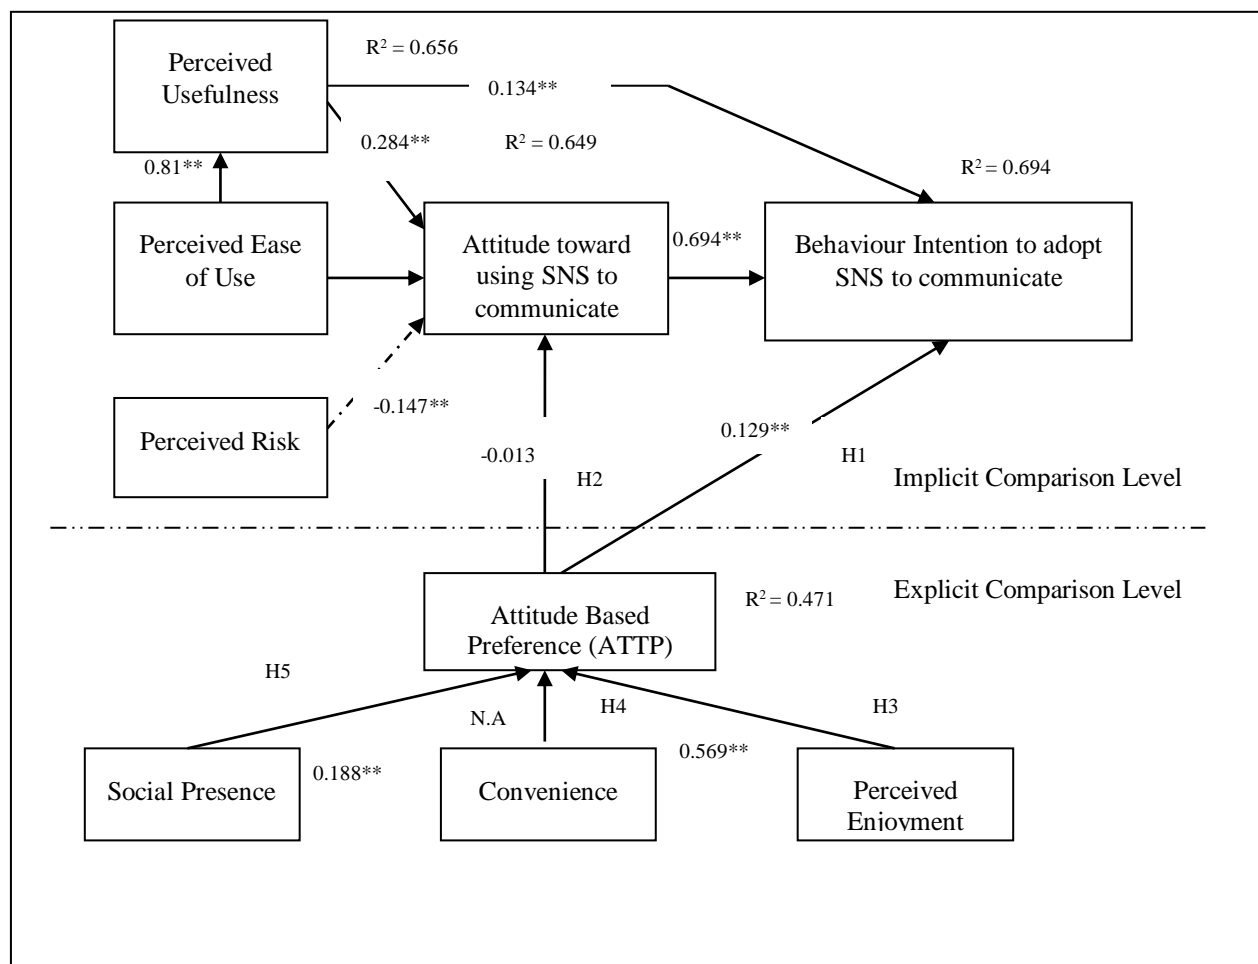 Perceived
Usefulness
R² = 0.656
0.134**
0.284**
R² = 0.649
0.81**
R² = 0.694
Perceived Ease
of Use
Attitude toward
using SNS to
communicate
0.694**
Behaviour Intention to adopt
SNS to communicate
Perceived Risk
-0.147**
-0.013
H2
0.129**
H1
Implicit Comparison Level
Explicit Comparison Level
Attitude Based
Preference (ATTP)
R² = 0.471
H5
N.A
H4
H3
Social Presence
0.188**
Convenience
0.569**
Perceived
Enjoyment